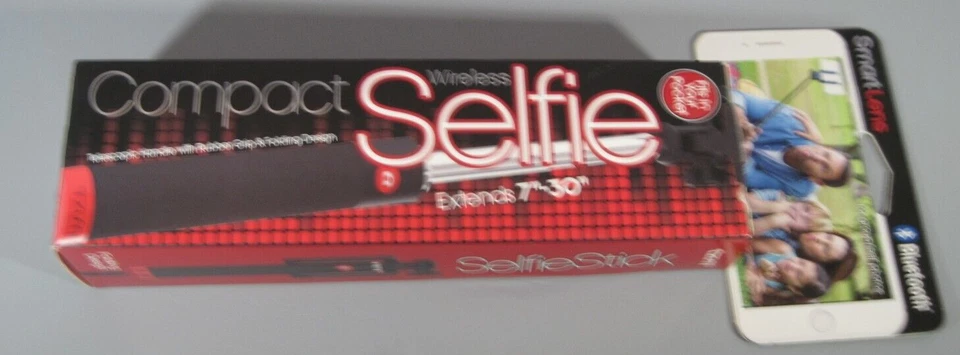 Compact
Wireless
Selfie
Fits in
Your
Pocket
Telescopic Handle with Rubber Grip & Folding Design
Extends 7"-30"
SelfieStick
SmartLens
Bluetooth